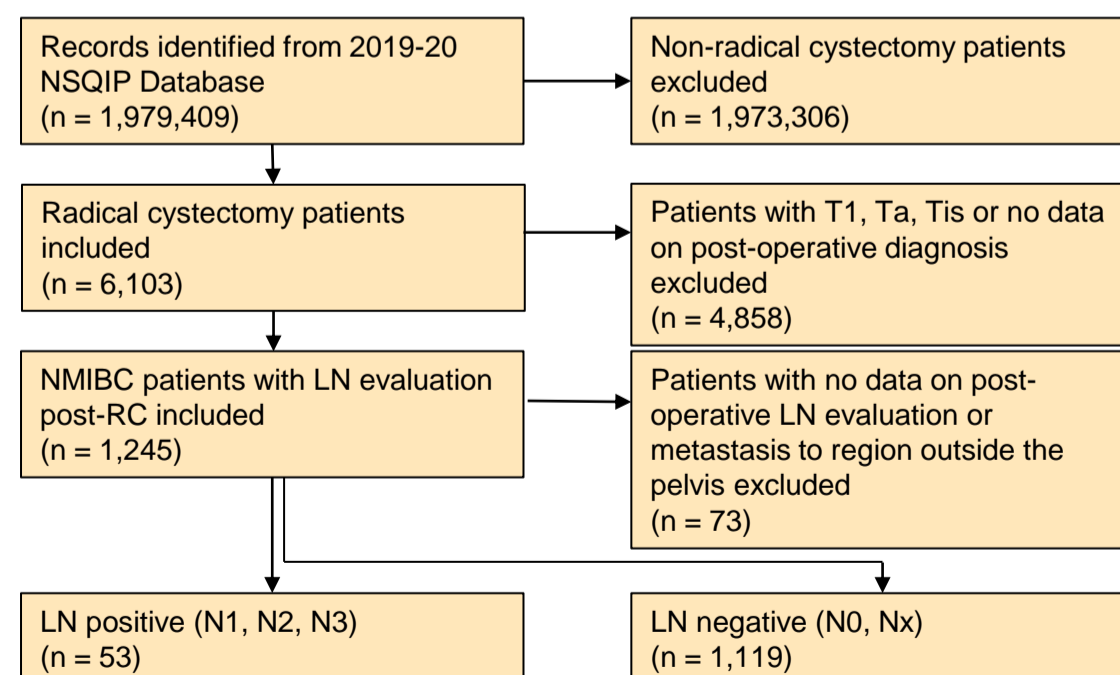 Records identified from 2019-20
NSQIP Database
(n = 1,979,409)
Non-radical cystectomy patients
excluded
(n = 1,973,306)
Radical cystectomy patients
included
(n = 6,103)
Patients with T1, Ta, Tis or no data
on post-operative diagnosis
excluded
(n = 4,858)
NMIBC patients with LN evaluation
post-RC included
(n = 1,245)
Patients with no data on post-
operative LN evaluation or
metastasis to region outside the
pelvis excluded
(n = 73)
LN positive (N1, N2, N3)
(n = 53)
LN negative (N0, Nx)
(n = 1,119)